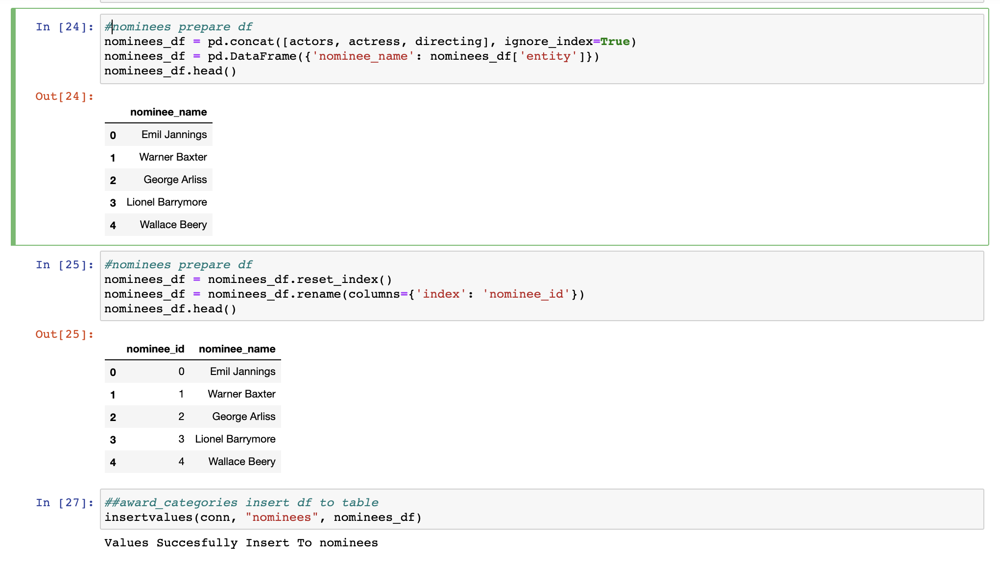 In [24]: #nominees prepare df
nominees_df = pd.concat([actors, actress, directing], ignore_index=True)
nominees_df = pd.DataFrame({'nominee_name': nominees_df['entity']})
nominees_df.head()
Out[24]:
nominee_name
0 Emil Jannings
1 Warner Baxter
2 George Arliss
3 Lionel Barrymore
4 Wallace Beery
In [25]: #nominees prepare df
nominees_df = nominees_df.reset_index()
nominees_df = nominees_df.rename(columns={'index': 'nominee_id'})
nominees_df.head()
Out[25]:
nominee_id nominee_name
0 0 Emil Jannings
1 1 Warner Baxter
2 2 George Arliss
3 3 Lionel Barrymore
4 4 Wallace Beery
In [27]: ##award_categories insert df to table
insertvalues(conn, "nominees", nominees_df)
Values Succesfully Insert To nominees